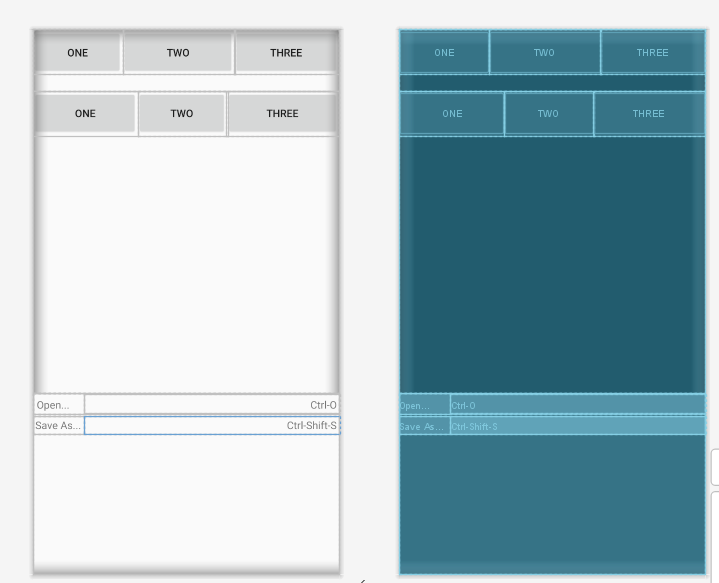 ONE TWO THREE ONE TWO THREE
ONE TWO THREE ONE TWO THREE
Open... Ctrl-O Open... Ctrl-O
Save As... Ctrl-Shift-S Save As... Ctrl-Shift-S